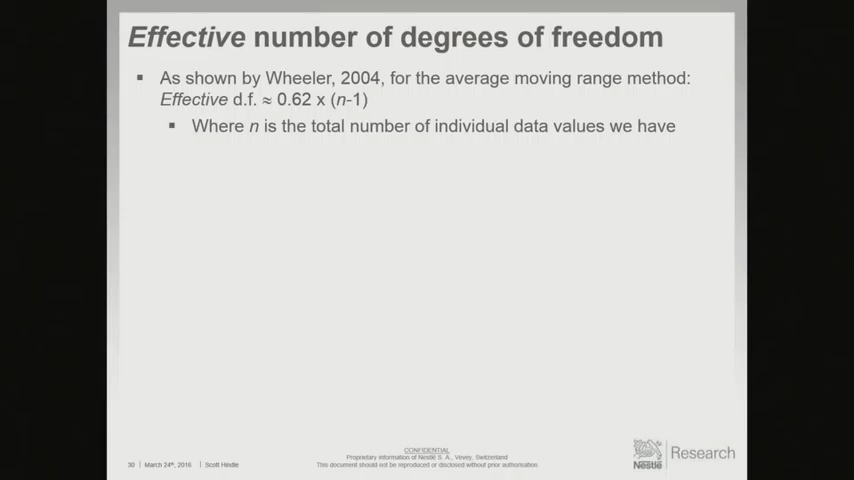 Effective number of degrees of freedom
▪ As shown by Wheeler, 2004, for the average moving range method:
Effective d.f. ≈ 0.62 x (n-1)
▪ Where n is the total number of individual data values we have
CONFIDENTIAL
Proprietary information of Nestlé S. A., Vevey, Switzerland
This document should not be reproduced or disclosed without prior authorisation
30 | March 24th, 2016 | Scott Hindle
Nestlé | Research